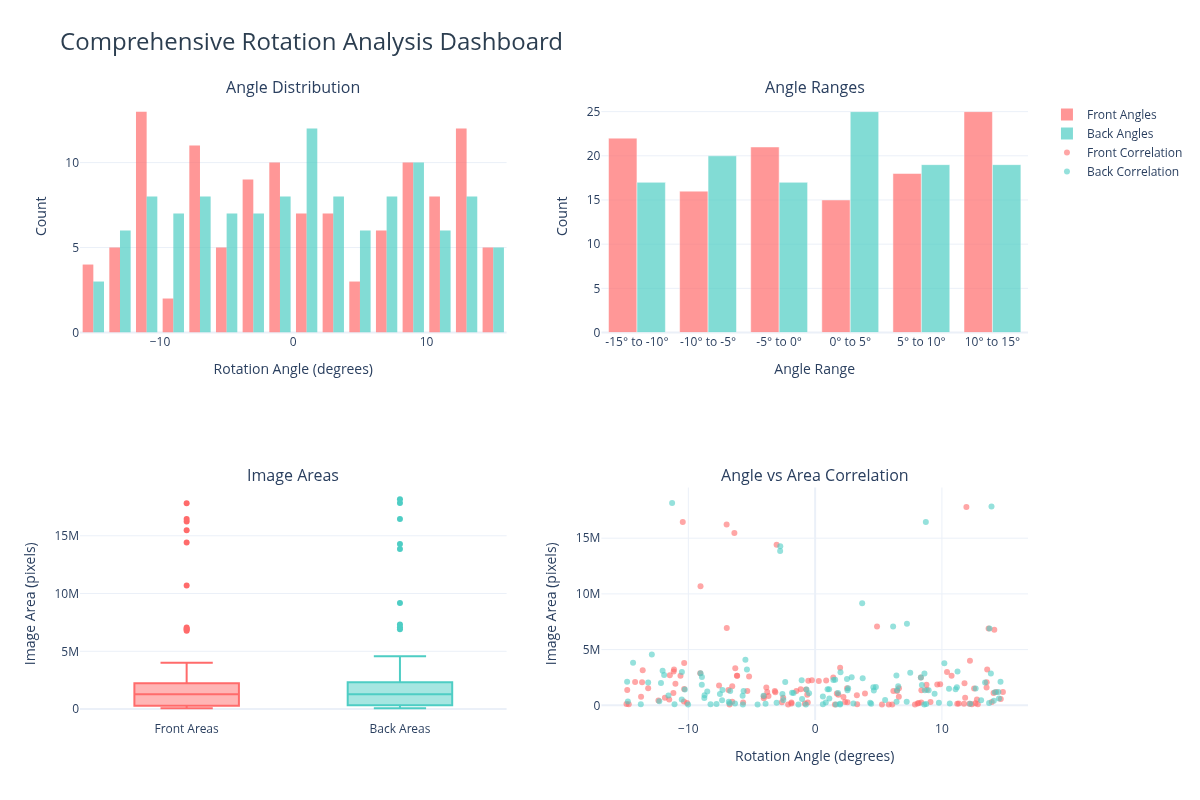 Comprehensive Rotation Analysis Dashboard
Angle Distribution
Count
10
5
0
−10
0
10
Rotation Angle (degrees)
Angle Ranges
Count
25
20
15
10
5
0
-15° to -10°
-10° to -5°
-5° to 0°
0° to 5°
5° to 10°
10° to 15°
Angle Range
Front Angles
Back Angles
Front Correlation
Back Correlation
Image Areas
Image Area (pixels)
15M
10M
5M
0
Front Areas
Back Areas
Angle vs Area Correlation
Image Area (pixels)
15M
10M
5M
0
−10
0
10
Rotation Angle (degrees)